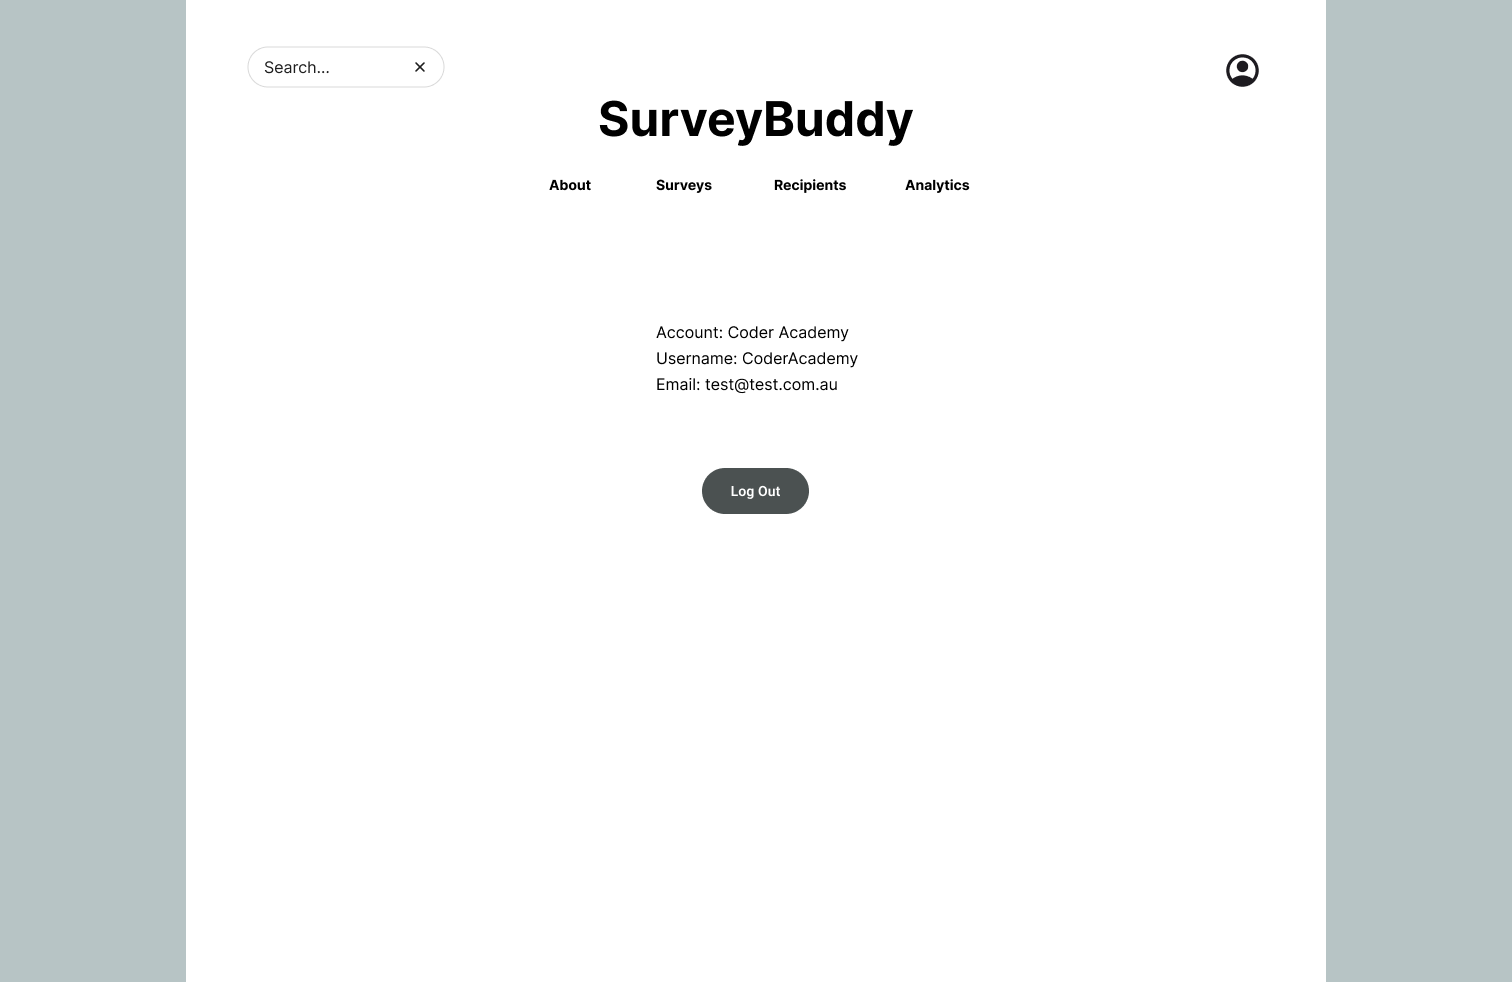 Search...
SurveyBuddy
About Surveys Recipients Analytics
Account: Coder Academy
Username: CoderAcademy
Email: test@test.com.au
Log Out